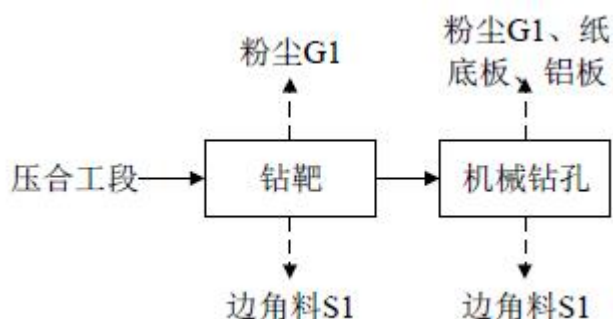 粉尘G1
粉尘G1、纸
底板、铝板
压合工段
钻靶
机械钻孔
边角料S1
边角料S1